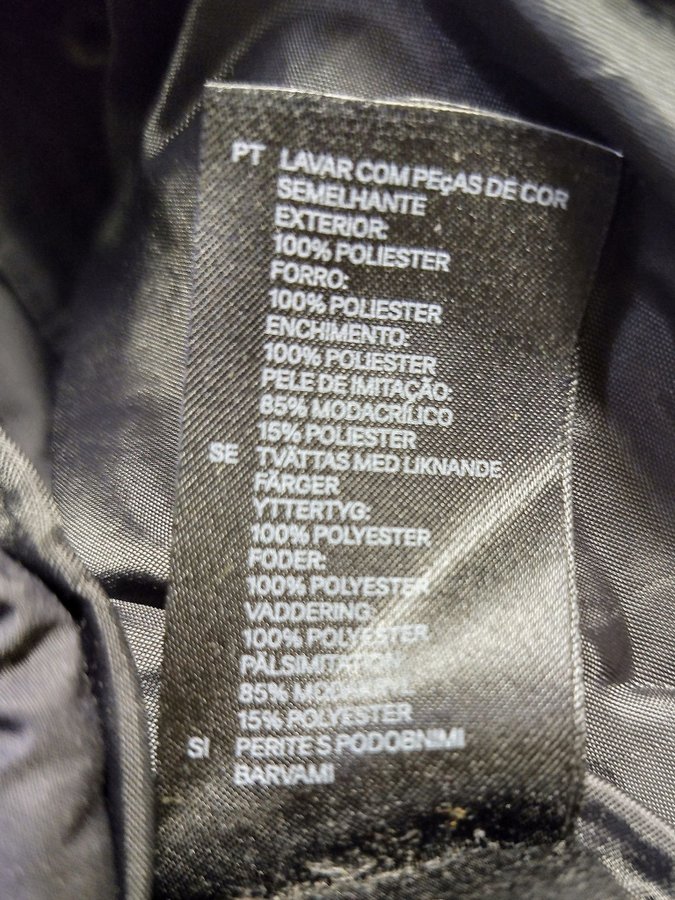 PT LAVAR COM PEçAS DE COR
SEMELHANTE
EXTERIOR:
100% POLIESTER
FORRO:
100% POLIESTER
ENCHIMENTO:
100% POLIESTER
PELE DE IMITAÇÃO:
85% MODACRÍLICO
15% POLIESTER
SE TVÄTTAS MED LIKNANDE
FÄRGER
YTTERTYG:
100% POLYESTER
FODER:
100% POLYESTER
VADDERING:
100% POLYESTER
PÄLSIMITATION:
85% MODAKRYL
15% POLYESTER
SI PERITE S PODOBNIMI
BARVAMI